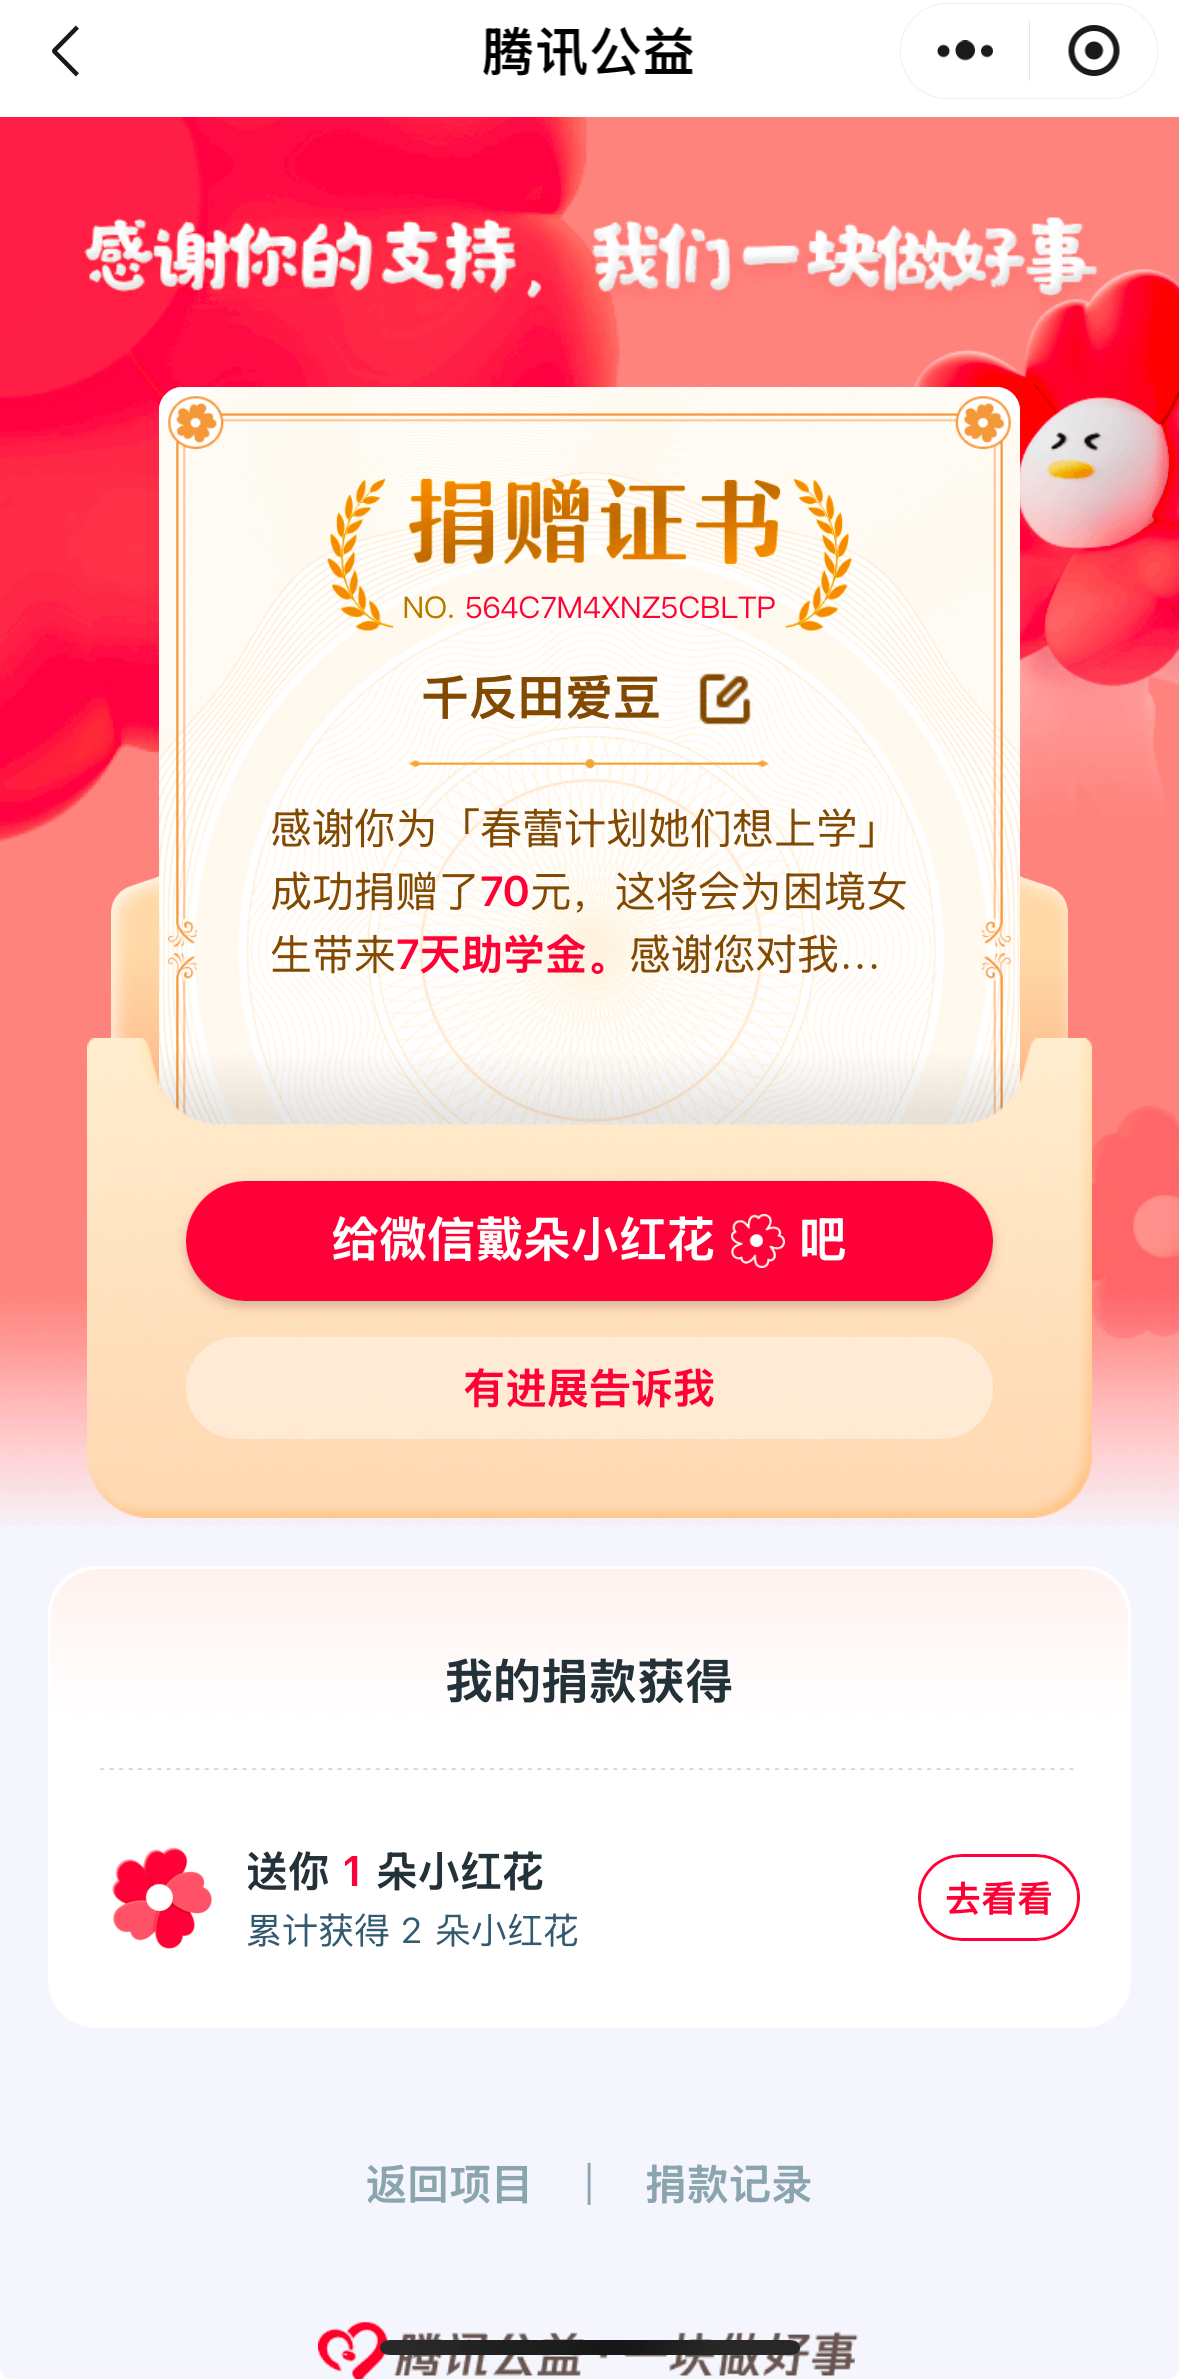 腾讯公益
感谢你的支持，我们一块做好事
捐赠证书
NO. 564C7M4XNZ5CBLTP
千反田爱豆
感谢你为「春蕾计划她们想上学」
成功捐赠了70元，这将会为困境女
生带来7天助学金。感谢您对我...
给微信戴朵小红花吧
有进展告诉我
我的捐款获得
送你 1 朵小红花
累计获得 2 朵小红花
去看看
返回项目 | 捐款记录
腾讯公益·一块做好事